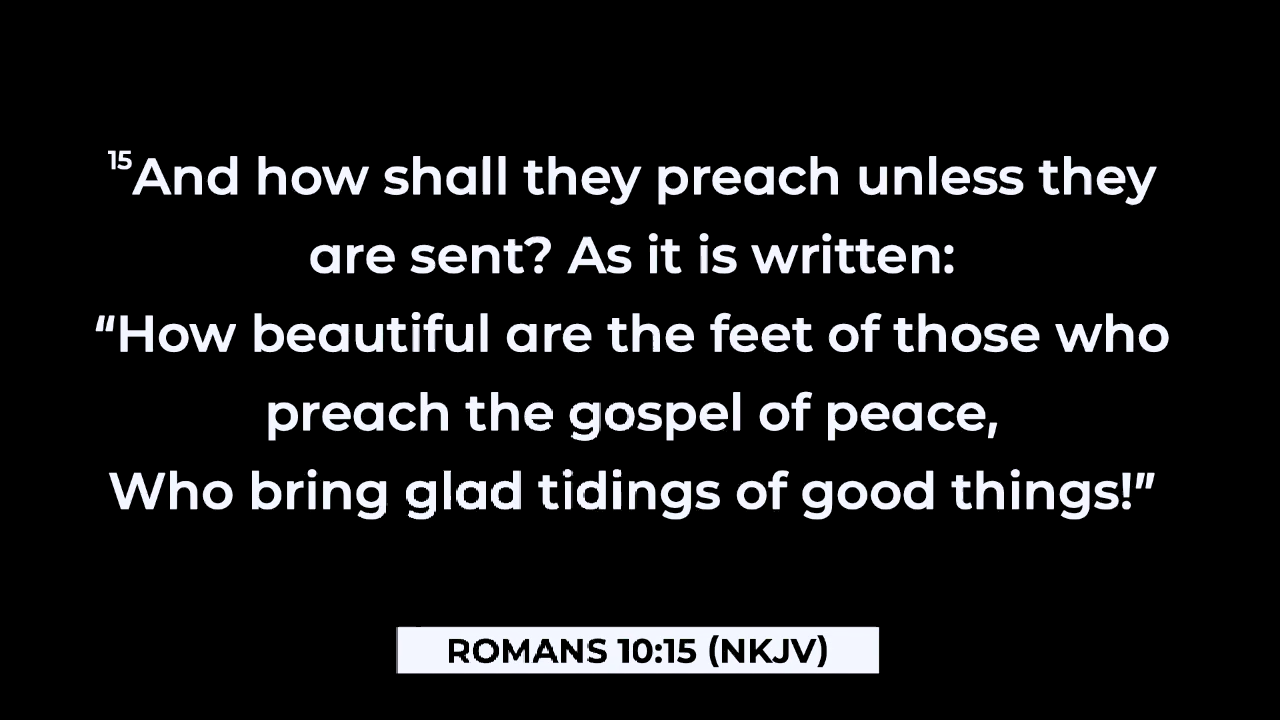 15And how shall they preach unless they
are sent? As it is written:
“How beautiful are the feet of those who
preach the gospel of peace,
Who bring glad tidings of good things!”
ROMANS 10:15 (NKJV)